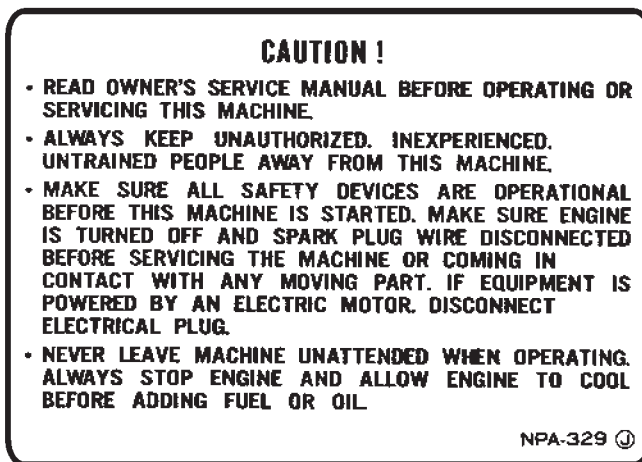 CAUTION !
• READ OWNER'S SERVICE MANUAL BEFORE OPERATING OR
SERVICING THIS MACHINE.
• ALWAYS KEEP UNAUTHORIZED. INEXPERIENCED.
UNTRAINED PEOPLE AWAY FROM THIS MACHINE.
• MAKE SURE ALL SAFETY DEVICES ARE OPERATIONAL
BEFORE THIS MACHINE IS STARTED. MAKE SURE ENGINE
IS TURNED OFF AND SPARK PLUG WIRE DISCONNECTED
BEFORE SERVICING THE MACHINE OR COMING IN
CONTACT WITH ANY MOVING PART. IF EQUIPMENT IS
POWERED BY AN ELECTRIC MOTOR. DISCONNECT
ELECTRICAL PLUG.
• NEVER LEAVE MACHINE UNATTENDED WHEN OPERATING.
ALWAYS STOP ENGINE AND ALLOW ENGINE TO COOL
BEFORE ADDING FUEL OR OIL
NPA-329 Ⓙ